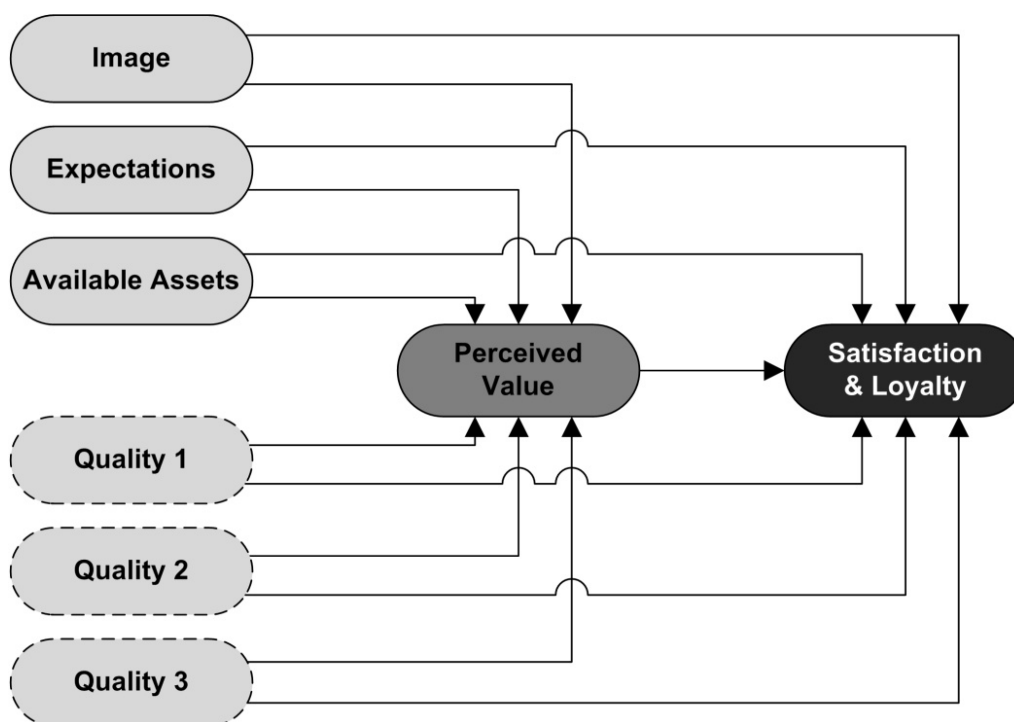 Image
Expectations
Available Assets
Perceived
Value
Satisfaction
& Loyalty
Quality 1
Quality 2
Quality 3